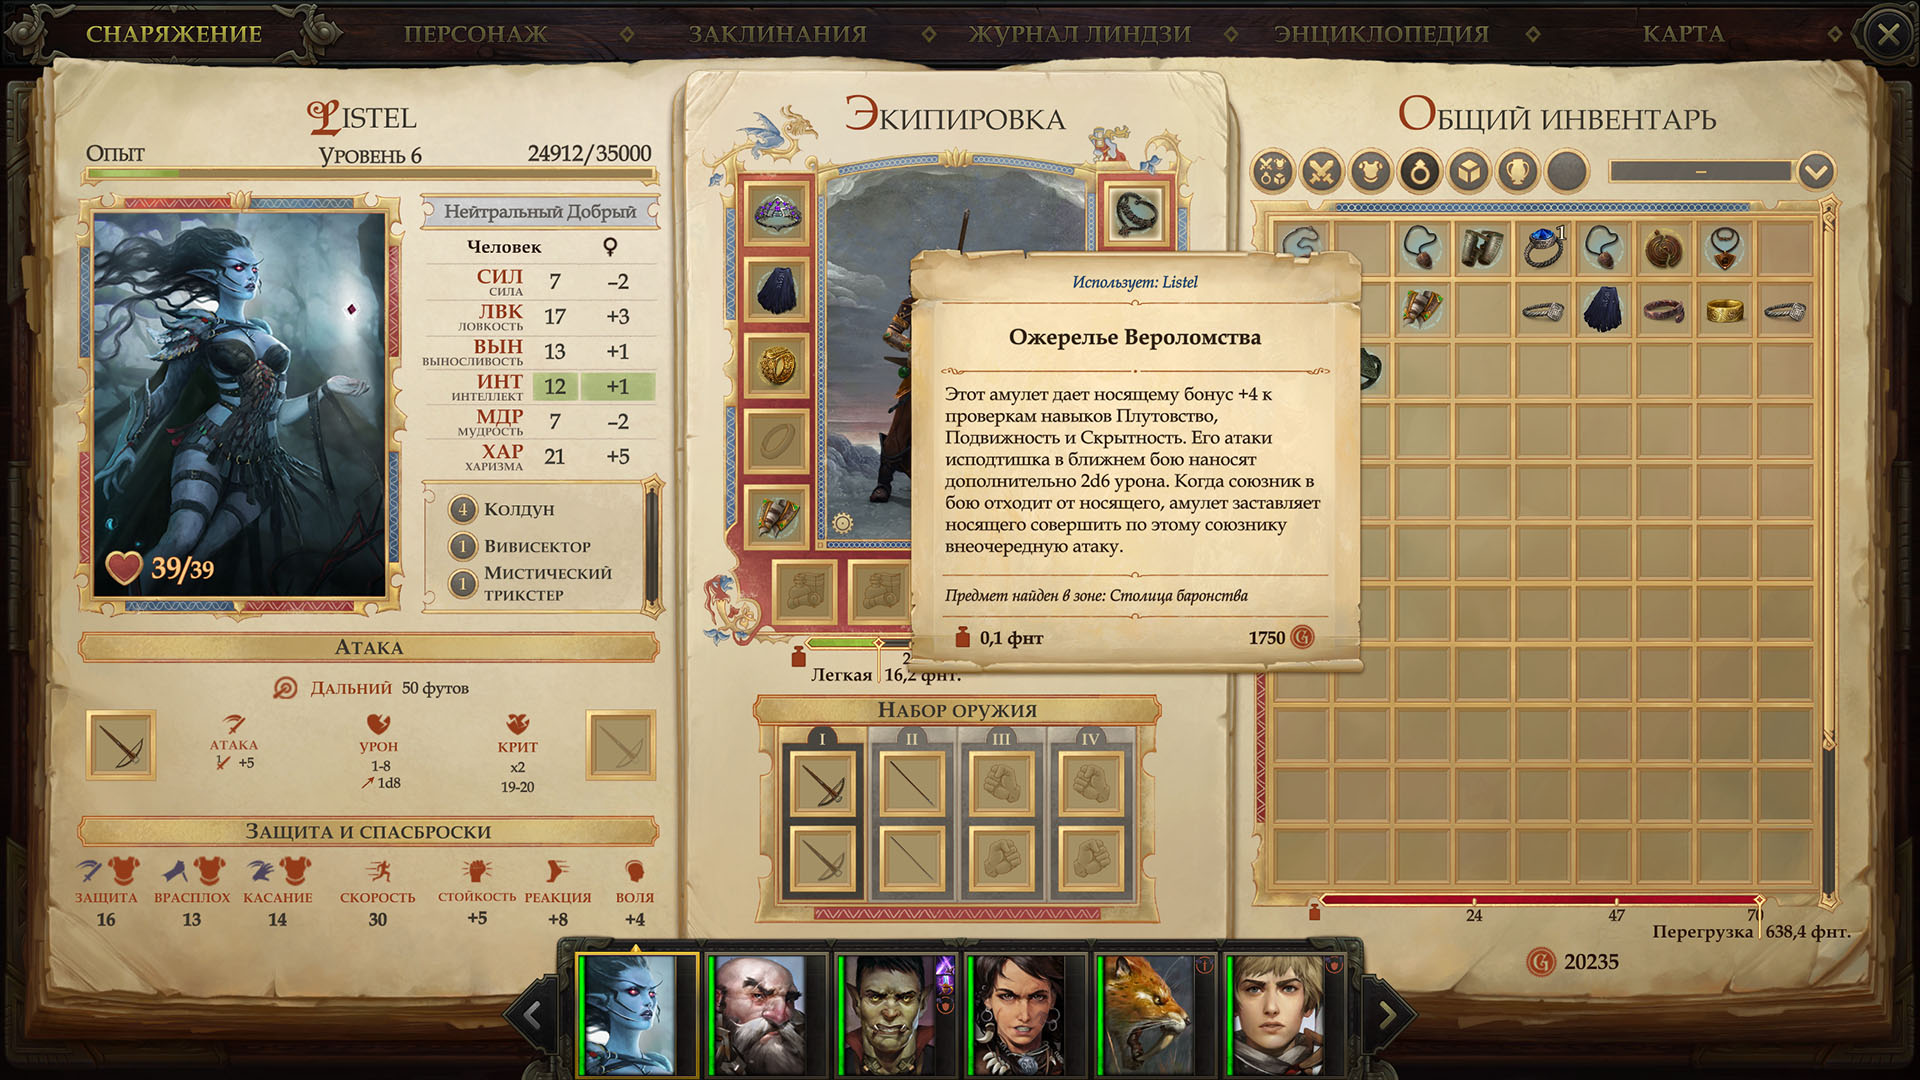 СНАРЯЖЕНИЕ
ПЕРСОНАЖ
ЗАКЛИНАНИЯ
ЖУРНАЛ ЛИНДЗИ
ЭНЦИКЛОПЕДИЯ
КАРТА
LISTEL
ОПЫТ
УРОВЕНЬ 6
24912/35000
Нейтральный Добрый
Человек ♀
СИЛ 7 –2
СИЛА
ЛВК 17 +3
ЛОВКОСТЬ
ВЫН 13 +1
ВЫНОСЛИВОСТЬ
ИНТ 12 +1
ИНТЕЛЛЕКТ
МДР 7 –2
МУДРОСТЬ
ХАР 21 +5
ХАРИЗМА
4 КОЛДУН
1 ВИВИСЕКТОР
1 МИСТИЧЕСКИЙ
ТРИКСТЕР
39/39
АТАКА
ДАЛЬНИЙ 50 футов
АТАКА
1 +5
УРОН
1-8
1d8
КРИТ
x2
19-20
ЗАЩИТА И СПАСБРОСКИ
ЗАЩИТА
16
ВРАСПЛОХ
13
КАСАНИЕ
14
СКОРОСТЬ
30
СТОЙКОСТЬ
+5
РЕАКЦИЯ
+8
ВОЛЯ
+4
ЭКИПИРОВКА
Использует: Listel
Ожерелье Вероломства
Этот амулет дает носящему бонус +4 к
проверкам навыков Плутовство,
Подвижность и Скрытность. Его атаки
исподтишка в ближнем бою наносят
дополнительно 2d6 урона. Когда союзник в
бою отходит от носящего, амулет заставляет
носящего совершить по этому союзнику
внеочередную атаку.
Предмет найден в зоне: Столица баронства
0,1 фнт
1750
Легкая
16,2 фнт.
НАБОР ОРУЖИЯ
I
II
III
IV
ОБЩИЙ ИНВЕНТАРЬ
–
1
24
47
70
Перегрузка 638,4 фнт.
20235